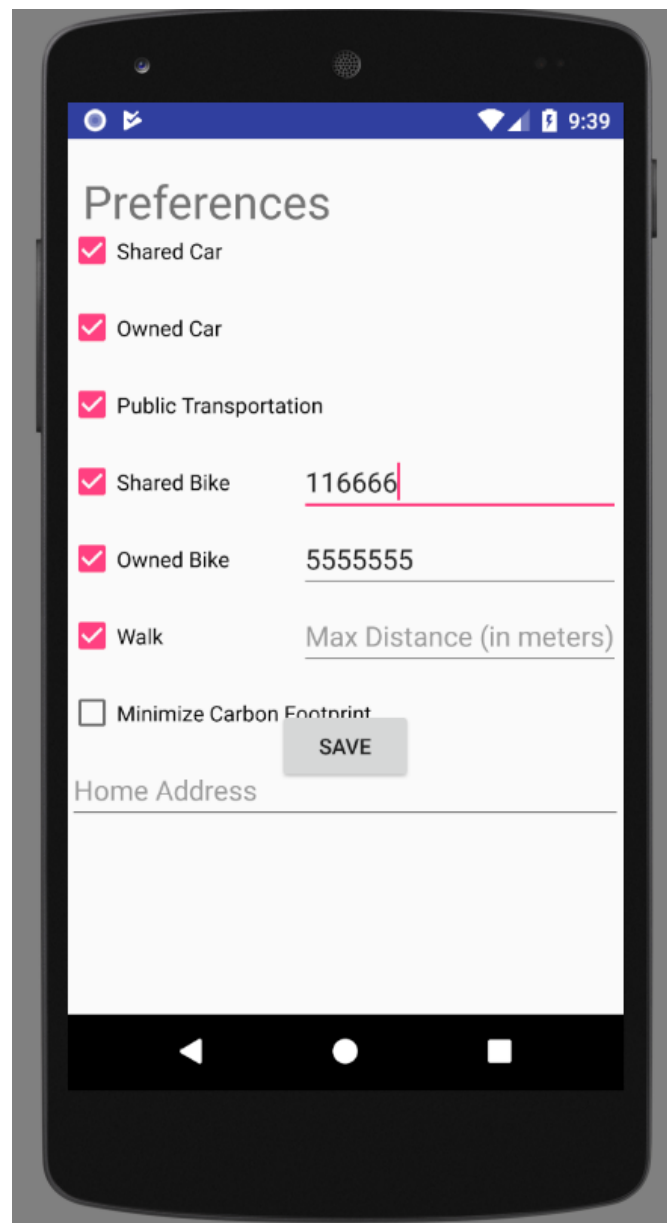 9:39
Preferences
Shared Car
Owned Car
Public Transportation
Shared Bike 116666
Owned Bike 5555555
Walk Max Distance (in meters)
Minimize Carbon Footprint
SAVE
Home Address